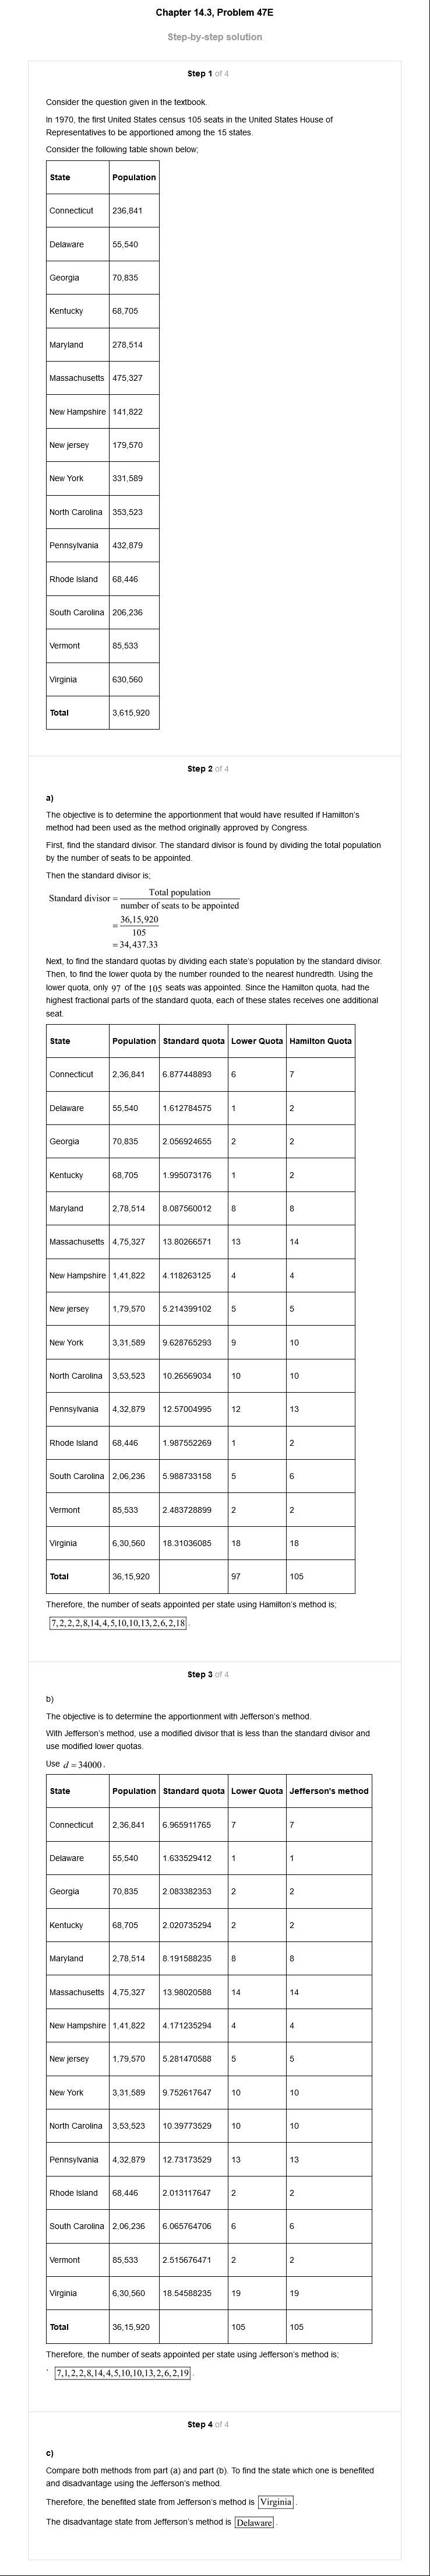 Chapter 14.3, Problem 47E
Step-by-step solution
Step 1 of 4
Consider the question given in the textbook.
In 1970, the first United States census 105 seats in the United States House of
Representatives to be apportioned among the 15 states.
Consider the following table shown below;
State Population
Connecticut 236,841
Delaware 55,540
Georgia 70,835
Kentucky 68,705
Maryland 278,514
Massachusetts 475,327
New Hampshire 141,822
New jersey 179,570
New York 331,589
North Carolina 353,523
Pennsylvania 432,879
Rhode Island 68,446
South Carolina 206,236
Vermont 85,533
Virginia 630,560
Total 3,615,920
Step 2 of 4
a)
The objective is to determine the apportionment that would have resulted if Hamilton's
method had been used as the method originally approved by Congress.
First, find the standard divisor. The standard divisor is found by dividing the total population
by the number of seats to be appointed.
Then the standard divisor is;
Standard divisor = Total population
number of seats to be appointed
= 36,15,920
105
= 34,437.33
Next, to find the standard quotas by dividing each state's population by the standard divisor.
Then, to find the lower quota by the number rounded to the nearest hundredth. Using the
lower quota, only 97 of the 105 seats was appointed. Since the Hamilton quota, had the
highest fractional parts of the standard quota, each of these states receives one additional
seat.
State Population Standard quota Lower Quota Hamilton Quota
Connecticut 2,36,841 6.877448893 6 7
Delaware 55,540 1.612784575 1 2
Georgia 70,835 2.056924655 2 2
Kentucky 68,705 1.995073176 1 2
Maryland 2,78,514 8.087560012 8 8
Massachusetts 4,75,327 13.80266571 13 14
New Hampshire 1,41,822 4.118263125 4 4
New jersey 1,79,570 5.214399102 5 5
New York 3,31,589 9.628765293 9 10
North Carolina 3,53,523 10.26569034 10 10
Pennsylvania 4,32,879 12.57004995 12 13
Rhode Island 68,446 1.987552269 1 2
South Carolina 2,06,236 5.988733158 5 6
Vermont 85,533 2.483728899 2 2
Virginia 6,30,560 18.31036085 18 18
Total 36,15,920 97 105
Therefore, the number of seats appointed per state using Hamilton's method is;
7,2,2,2,8,14,4,5,10,10,13,2,6,2,18.
Step 3 of 4
b)
The objective is to determine the apportionment with Jefferson's method.
With Jefferson's method, use a modified divisor that is less than the standard divisor and
use modified lower quotas.
Use d = 34000.
State Population Standard quota Lower Quota Jefferson's method
Connecticut 2,36,841 6.965911765 7 7
Delaware 55,540 1.633529412 1 1
Georgia 70,835 2.083382353 2 2
Kentucky 68,705 2.020735294 2 2
Maryland 2,78,514 8.191588235 8 8
Massachusetts 4,75,327 13.98020588 14 14
New Hampshire 1,41,822 4.171235294 4 4
New jersey 1,79,570 5.281470588 5 5
New York 3,31,589 9.752617647 10 10
North Carolina 3,53,523 10.39773529 10 10
Pennsylvania 4,32,879 12.73173529 13 13
Rhode Island 68,446 2.013117647 2 2
South Carolina 2,06,236 6.065764706 6 6
Vermont 85,533 2.515676471 2 2
Virginia 6,30,560 18.54588235 19 19
Total 36,15,920 105 105
Therefore, the number of seats appointed per state using Jefferson's method is;
7,1,2,2,8,14,4,5,10,10,13,2,6,2,19.
Step 4 of 4
c)
Compare both methods from part (a) and part (b). To find the state which one is benefited
and disadvantage using the Jefferson's method.
Therefore, the benefited state from Jefferson's method is Virginia.
The disadvantage state from Jefferson's method is Delaware.